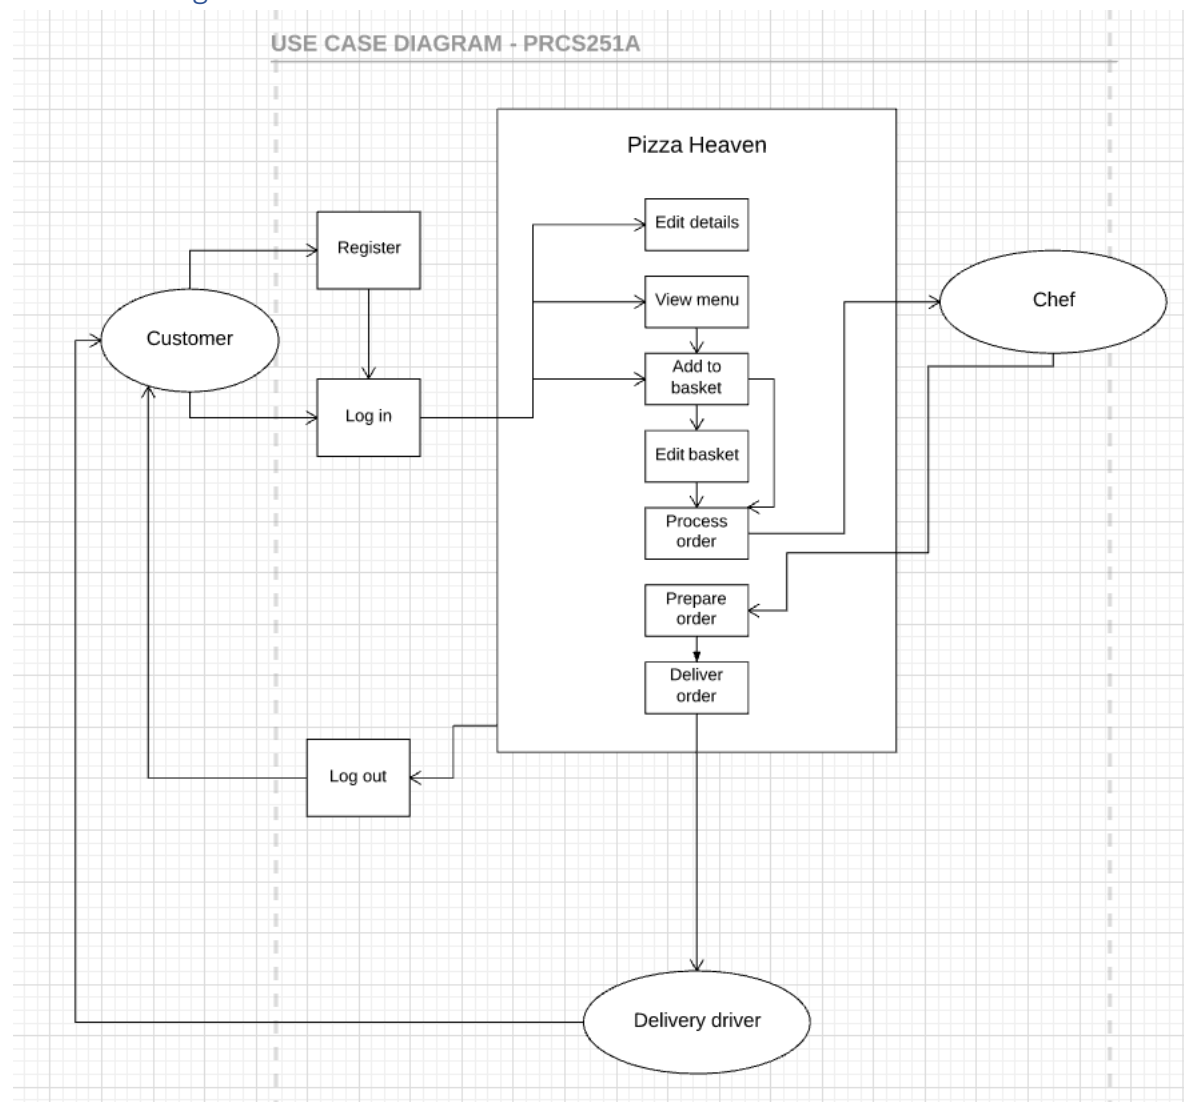 USE CASE DIAGRAM - PRCS251A
Pizza Heaven
Edit details
Register
View menu
Chef
Customer
Add to
basket
Log in
Edit basket
Process
order
Prepare
order
Deliver
order
Log out
Delivery driver